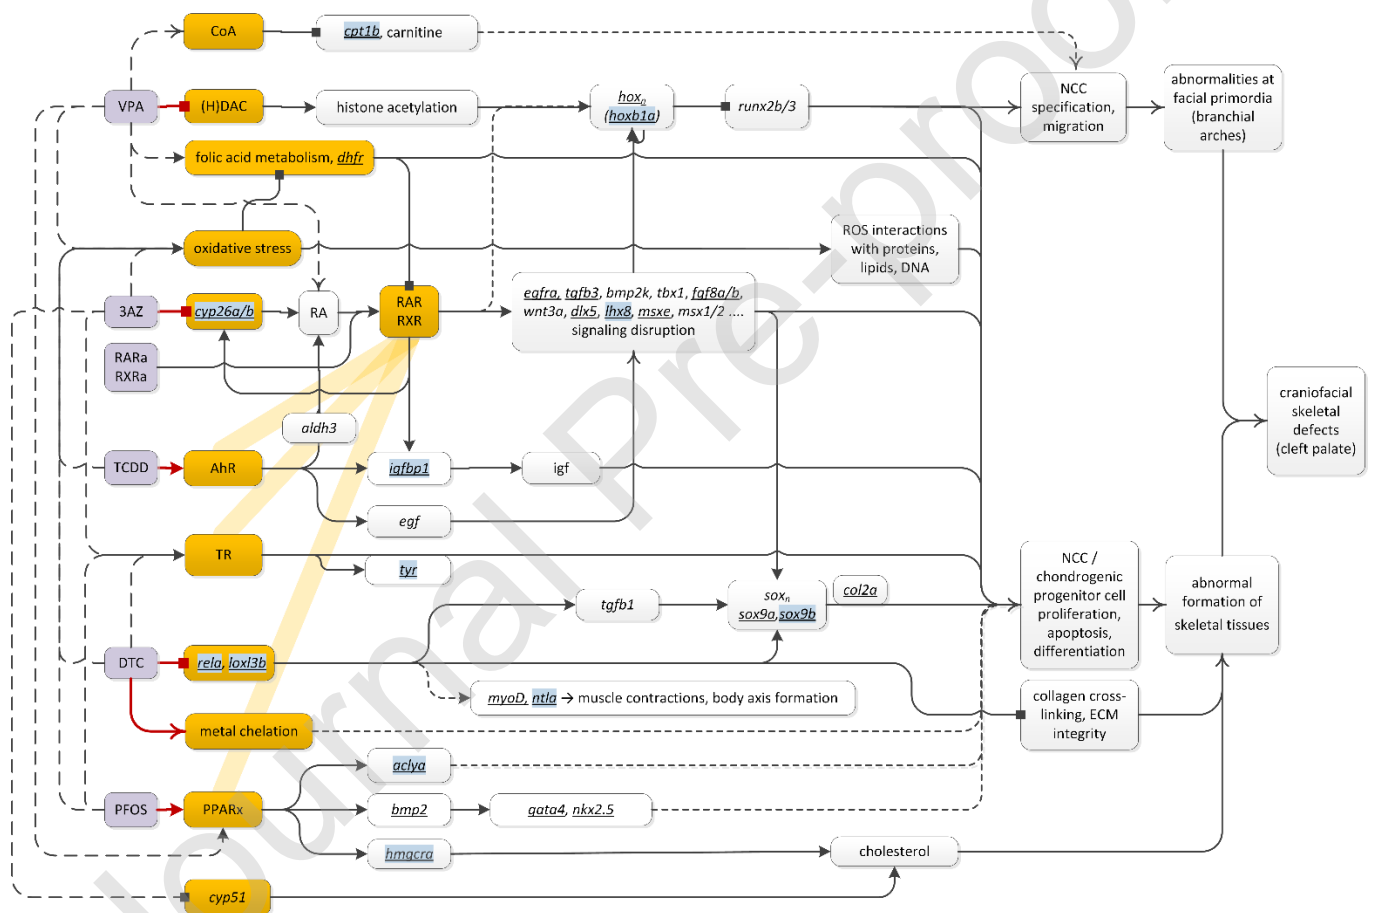 CoA
cpt1b, carnitine
VPA
(H)DAC
histone acetylation
hoxn
(hoxb1a)
runx2b/3
NCC
specification,
migration
abnormalities at
facial primordia
(branchial
arches)
folic acid metabolism, dhfr
oxidative stress
ROS interactions
with proteins,
lipids, DNA
3AZ
cyp26a/b
RA
RAR
RXR
egfra, tgfb3, bmp2k, tbx1, fgf8a/b,
wnt3a, dlx5, lhx8, msxe, msx1/2 ....
signaling disruption
RARa
RXRa
aldh3
craniofacial
skeletal
defects
(cleft palate)
TCDD
AhR
igfbp1
igf
egf
TR
tyr
tgfb1
soxn
sox9a,sox9b
col2a
NCC /
chondrogenic
progenitor cell
proliferation,
apoptosis,
differentiation
abnormal
formation of
skeletal tissues
DTC
rela, loxl3b
myoD, ntla → muscle contractions, body axis formation
collagen cross-
linking, ECM
integrity
metal chelation
aclya
PFOS
PPARx
bmp2
gata4, nkx2.5
hmgcra
cholesterol
cyp51
Journal Pre-proo